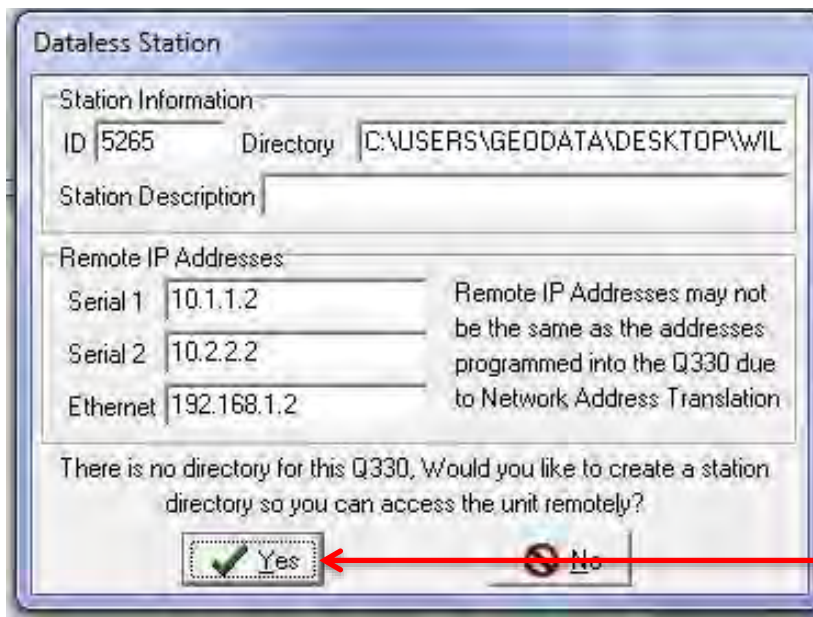 Dataless Station
Station Information
ID 5265 Directory C:\USERS\GEODATA\DESKTOP\WIL
Station Description
Remote IP Addresses
Serial 1 10.1.1.2
Serial 2 10.2.2.2
Ethernet 192.168.1.2
Remote IP Addresses may not
be the same as the addresses
programmed into the Q330 due
to Network Address Translation
There is no directory for this Q330, Would you like to create a station
directory so you can access the unit remotely?
Yes No